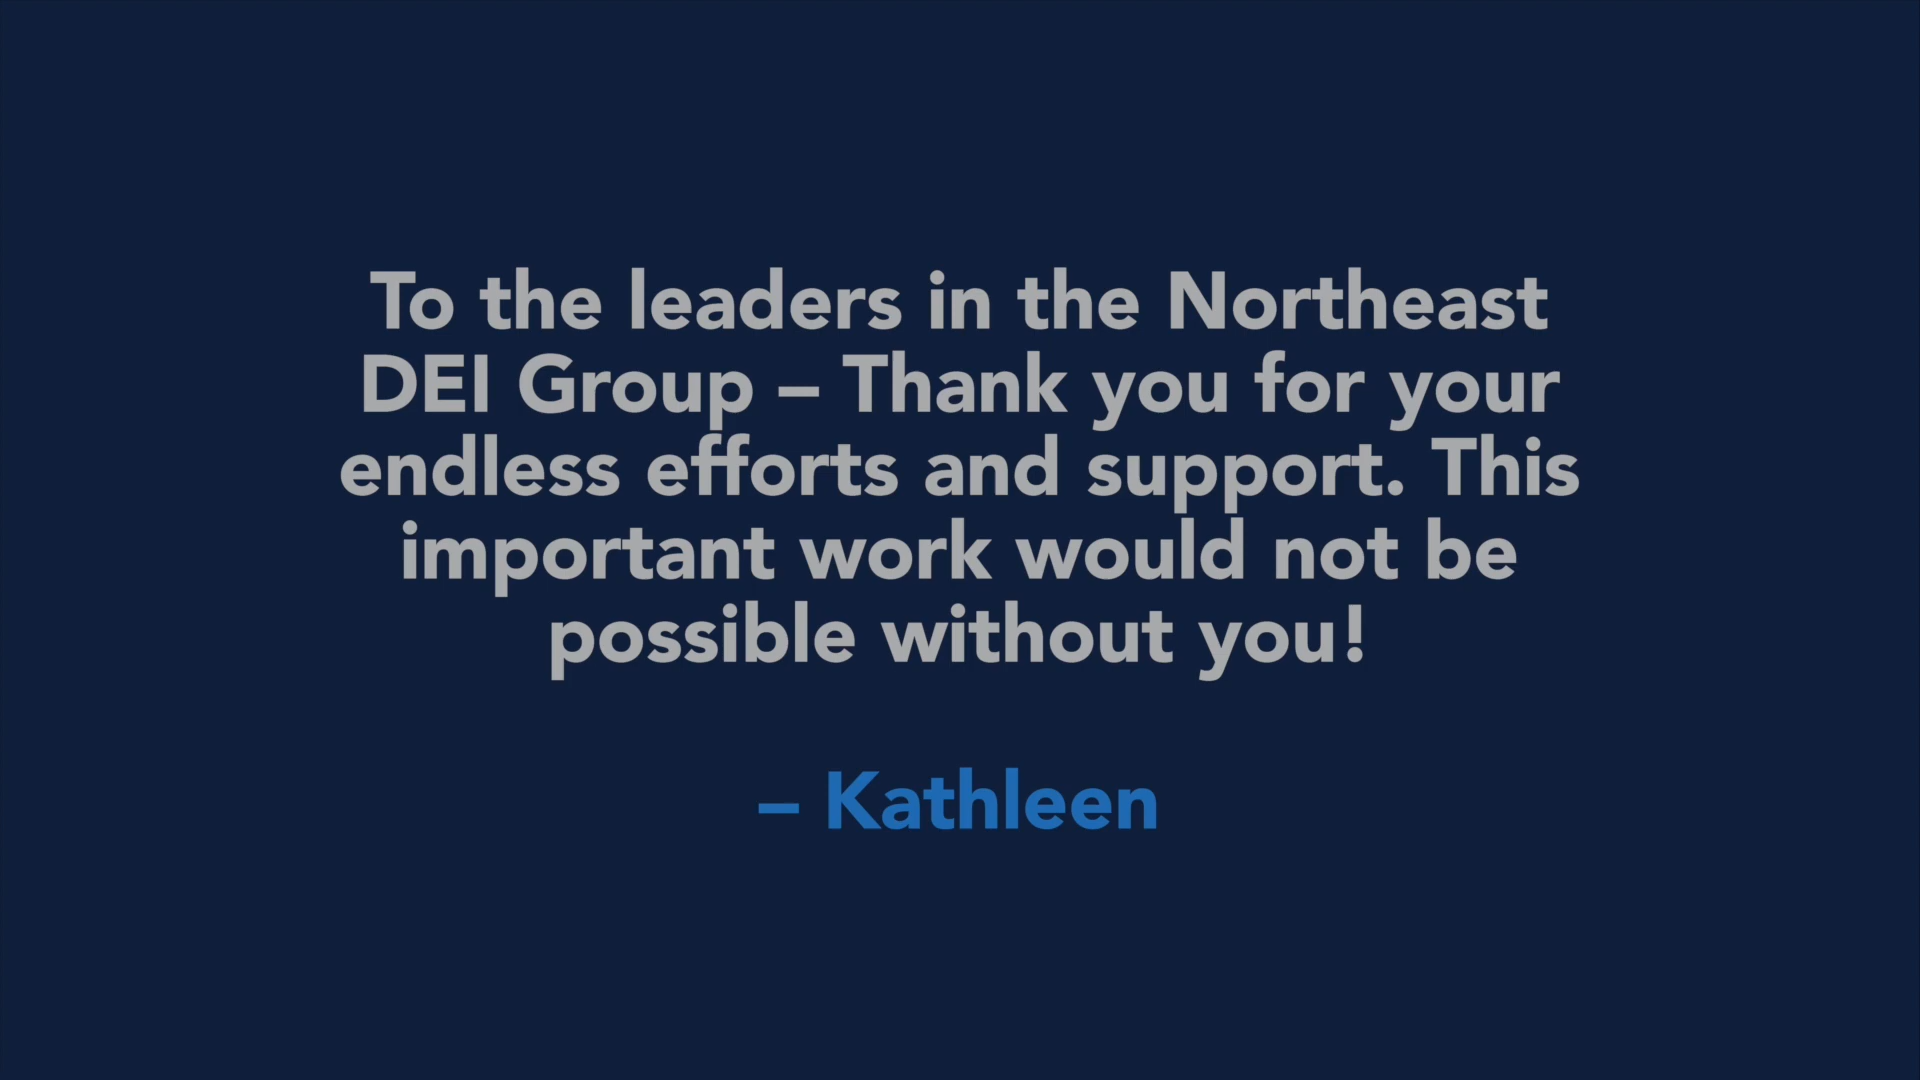 To the leaders in the Northeast
DEI Group – Thank you for your
endless efforts and support. This
important work would not be
possible without you!
– Kathleen